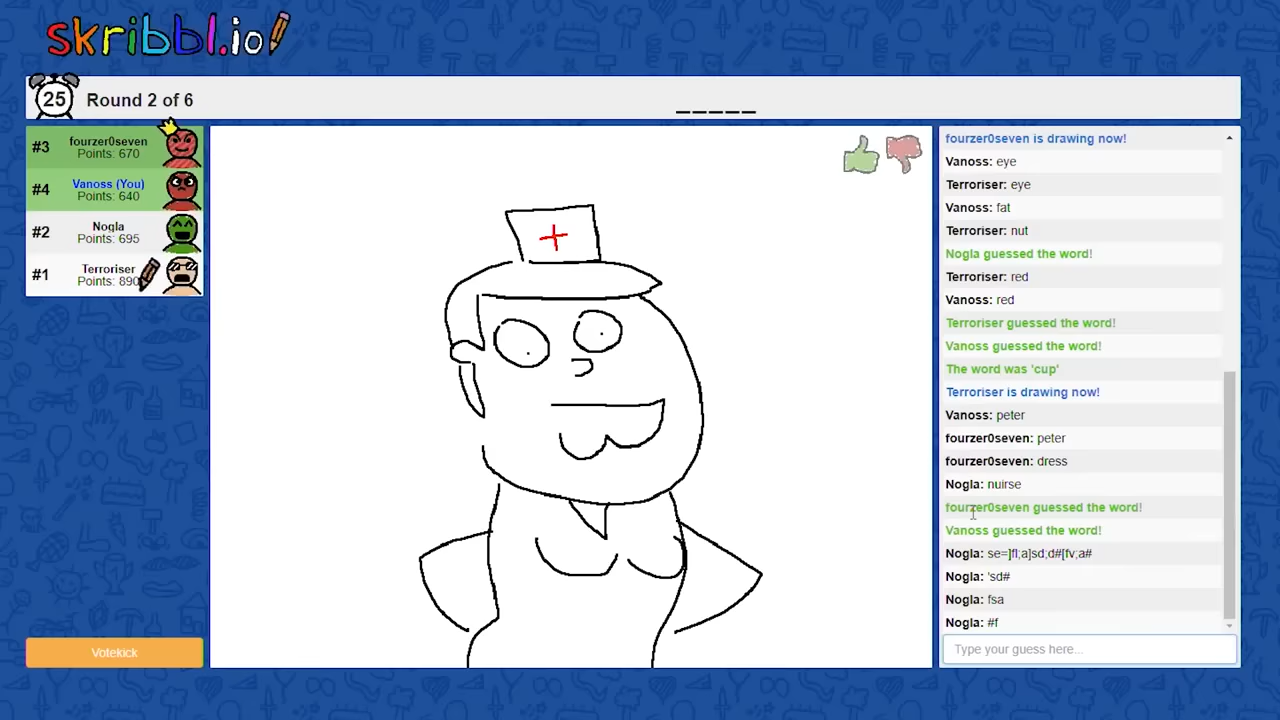 skribbl.io
25
Round 2 of 6
_____
#3
fourzer0seven
Points: 670
#4
Vanoss (You)
Points: 640
#2
Nogla
Points: 695
#1
Terroriser
Points: 890
fourzer0seven is drawing now!
Vanoss: eye
Terroriser: eye
Vanoss: fat
Terroriser: nut
Nogla guessed the word!
Terroriser: red
Vanoss: red
Terroriser guessed the word!
Vanoss guessed the word!
The word was 'cup'
Terroriser is drawing now!
Vanoss: peter
fourzer0seven: peter
fourzer0seven: dress
Nogla: nuirse
fourzer0seven guessed the word!
Vanoss guessed the word!
Nogla: se=]fl;a]sd;d#[fv;a#
Nogla: 'sd#
Nogla: fsa
Nogla: #f
Type your guess here...
Votekick